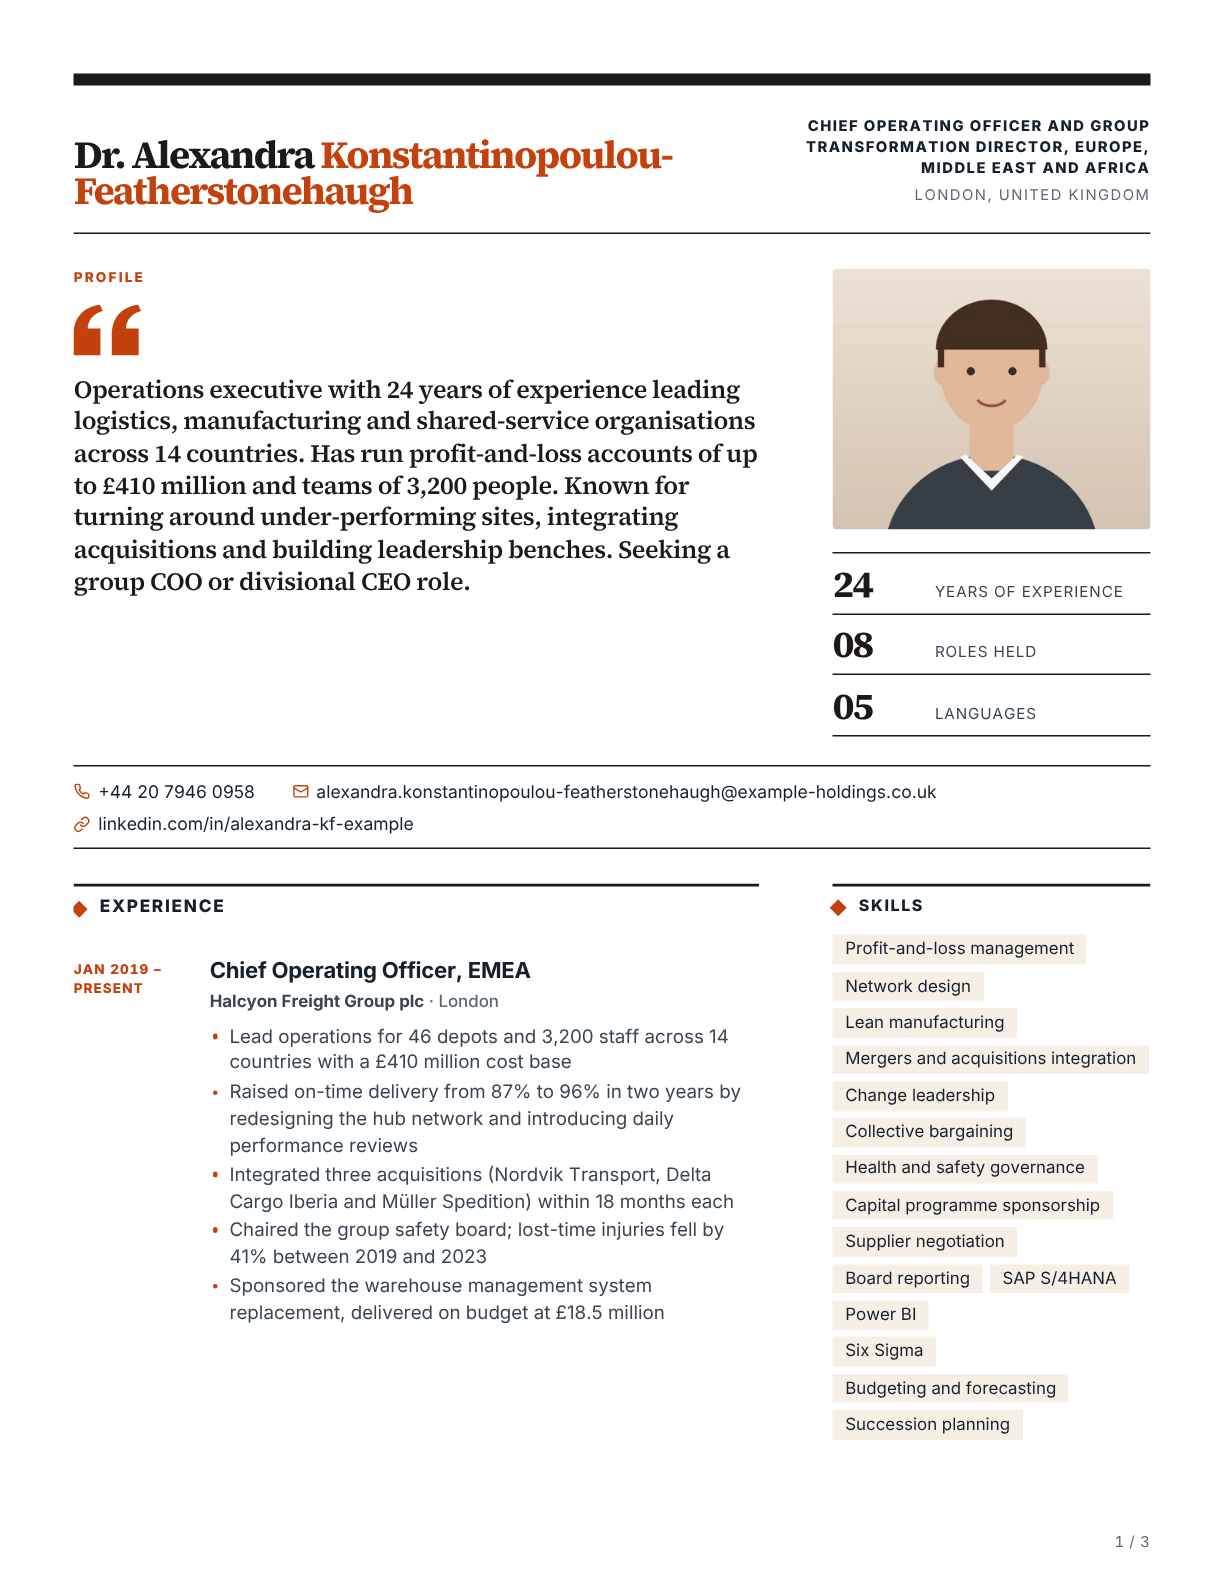 Dr. Alexandra Konstantinopoulou-
Featherstonehaugh
CHIEF OPERATING OFFICER AND GROUP
TRANSFORMATION DIRECTOR, EUROPE,
MIDDLE EAST AND AFRICA
LONDON, UNITED KINGDOM
PROFILE
“
Operations executive with 24 years of experience leading
logistics, manufacturing and shared-service organisations
across 14 countries. Has run profit-and-loss accounts of up
to £410 million and teams of 3,200 people. Known for
turning around under-performing sites, integrating
acquisitions and building leadership benches. Seeking a
group COO or divisional CEO role.
24 YEARS OF EXPERIENCE
08 ROLES HELD
05 LANGUAGES
+44 20 7946 0958 alexandra.konstantinopoulou-featherstonehaugh@example-holdings.co.uk
linkedin.com/in/alexandra-kf-example
EXPERIENCE
JAN 2019 –
PRESENT
Chief Operating Officer, EMEA
Halcyon Freight Group plc · London
• Lead operations for 46 depots and 3,200 staff across 14
countries with a £410 million cost base
• Raised on-time delivery from 87% to 96% in two years by
redesigning the hub network and introducing daily
performance reviews
• Integrated three acquisitions (Nordvik Transport, Delta
Cargo Iberia and Müller Spedition) within 18 months each
• Chaired the group safety board; lost-time injuries fell by
41% between 2019 and 2023
• Sponsored the warehouse management system
replacement, delivered on budget at £18.5 million
SKILLS
Profit-and-loss management
Network design
Lean manufacturing
Mergers and acquisitions integration
Change leadership
Collective bargaining
Health and safety governance
Capital programme sponsorship
Supplier negotiation
Board reporting SAP S/4HANA
Power BI
Six Sigma
Budgeting and forecasting
Succession planning
1 / 3